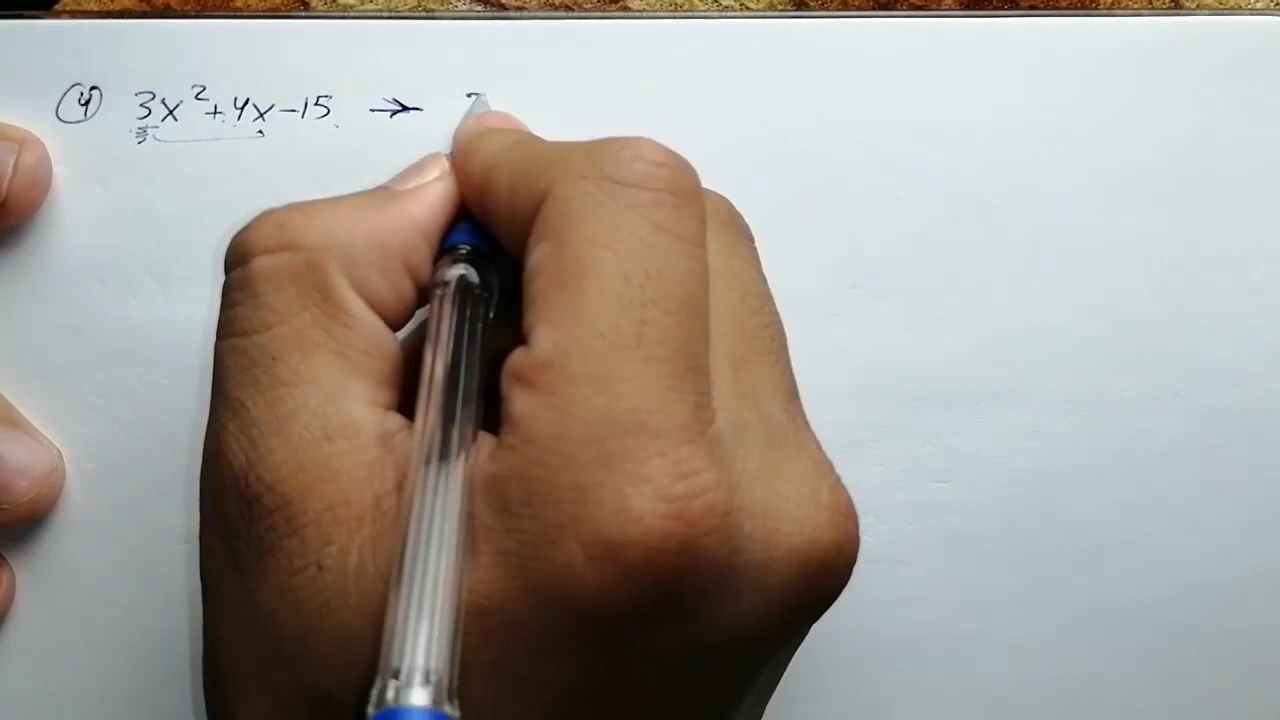 ④ 3x² + 4x - 15 →